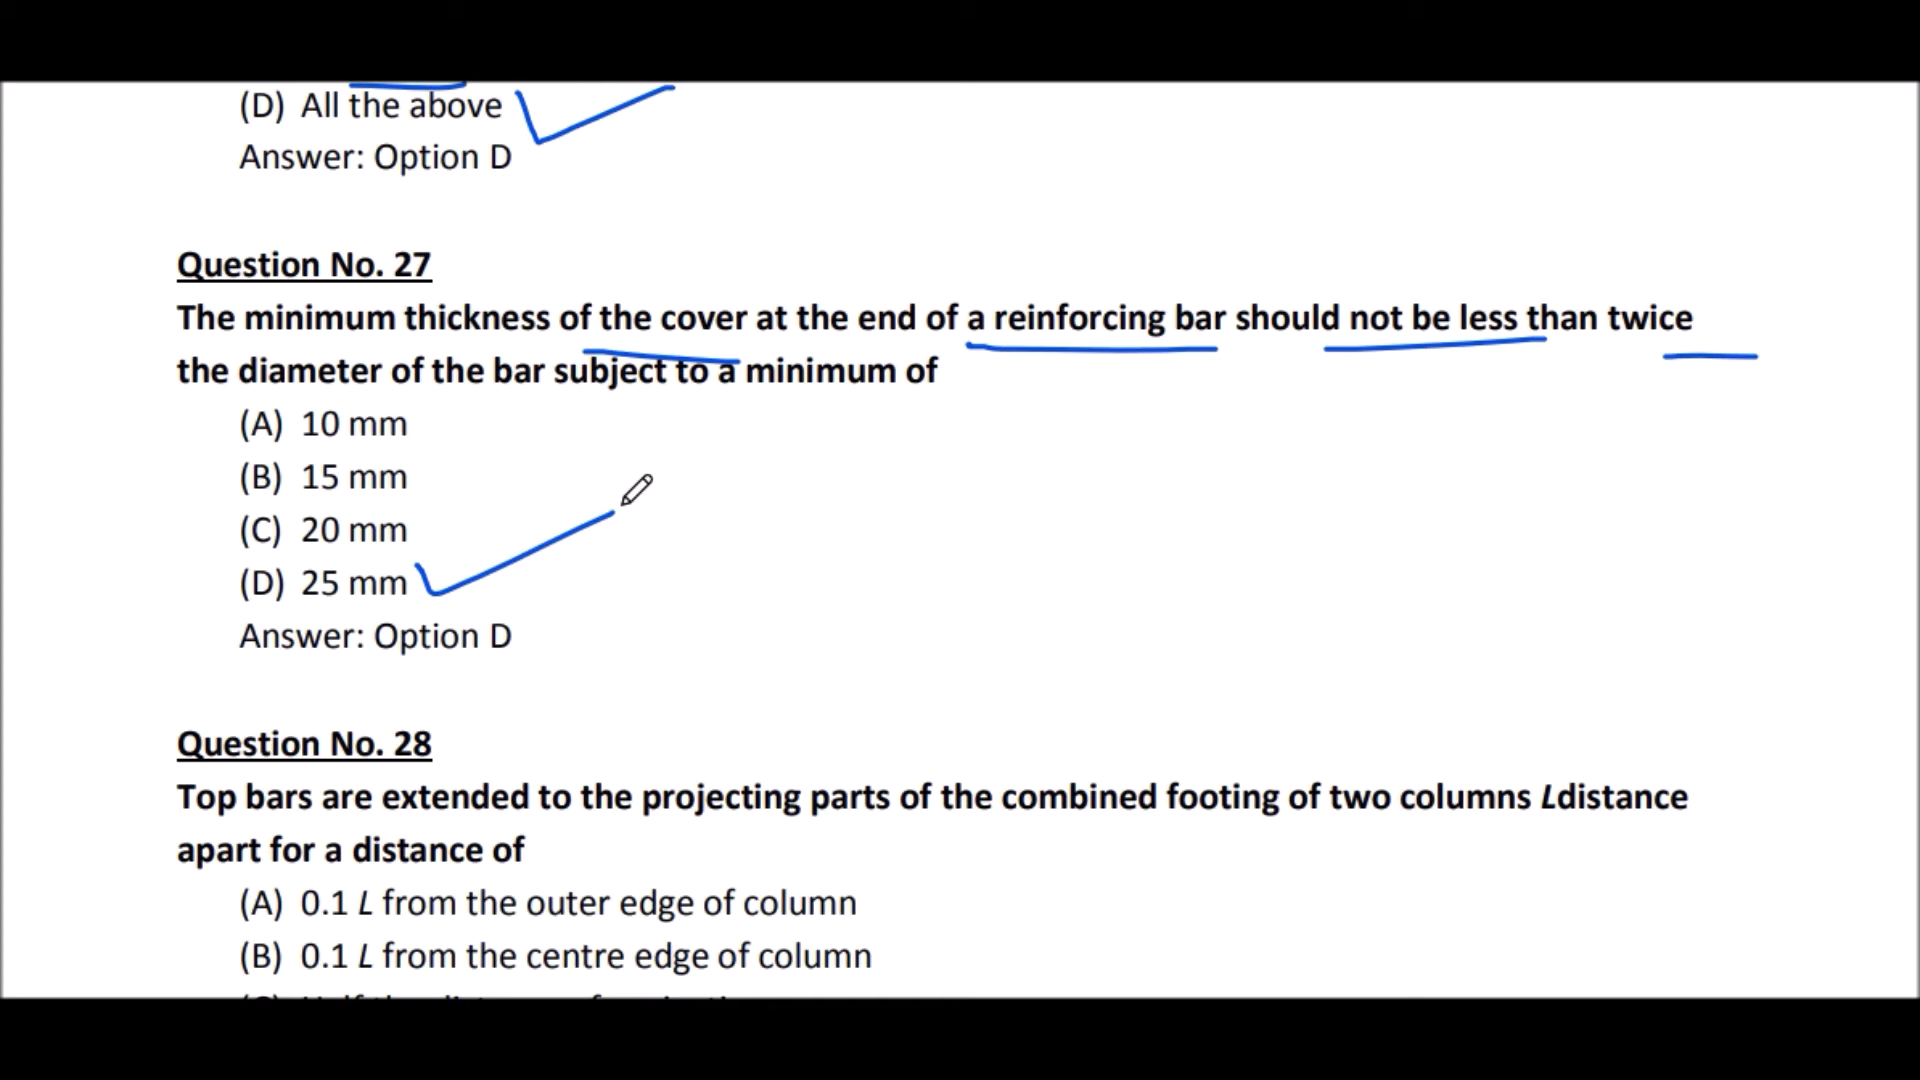 (D) All the above
Answer: Option D
Question No. 27
The minimum thickness of the cover at the end of a reinforcing bar should not be less than twice
the diameter of the bar subject to a minimum of
(A) 10 mm
(B) 15 mm
(C) 20 mm
(D) 25 mm
Answer: Option D
Question No. 28
Top bars are extended to the projecting parts of the combined footing of two columns Ldistance
apart for a distance of
(A) 0.1 L from the outer edge of column
(B) 0.1 L from the centre edge of column